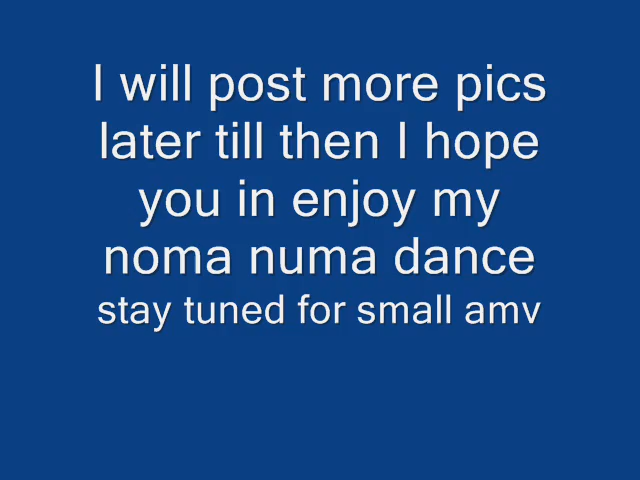 I will post more pics
later till then I hope
you in enjoy my
noma numa dance
stay tuned for small amv